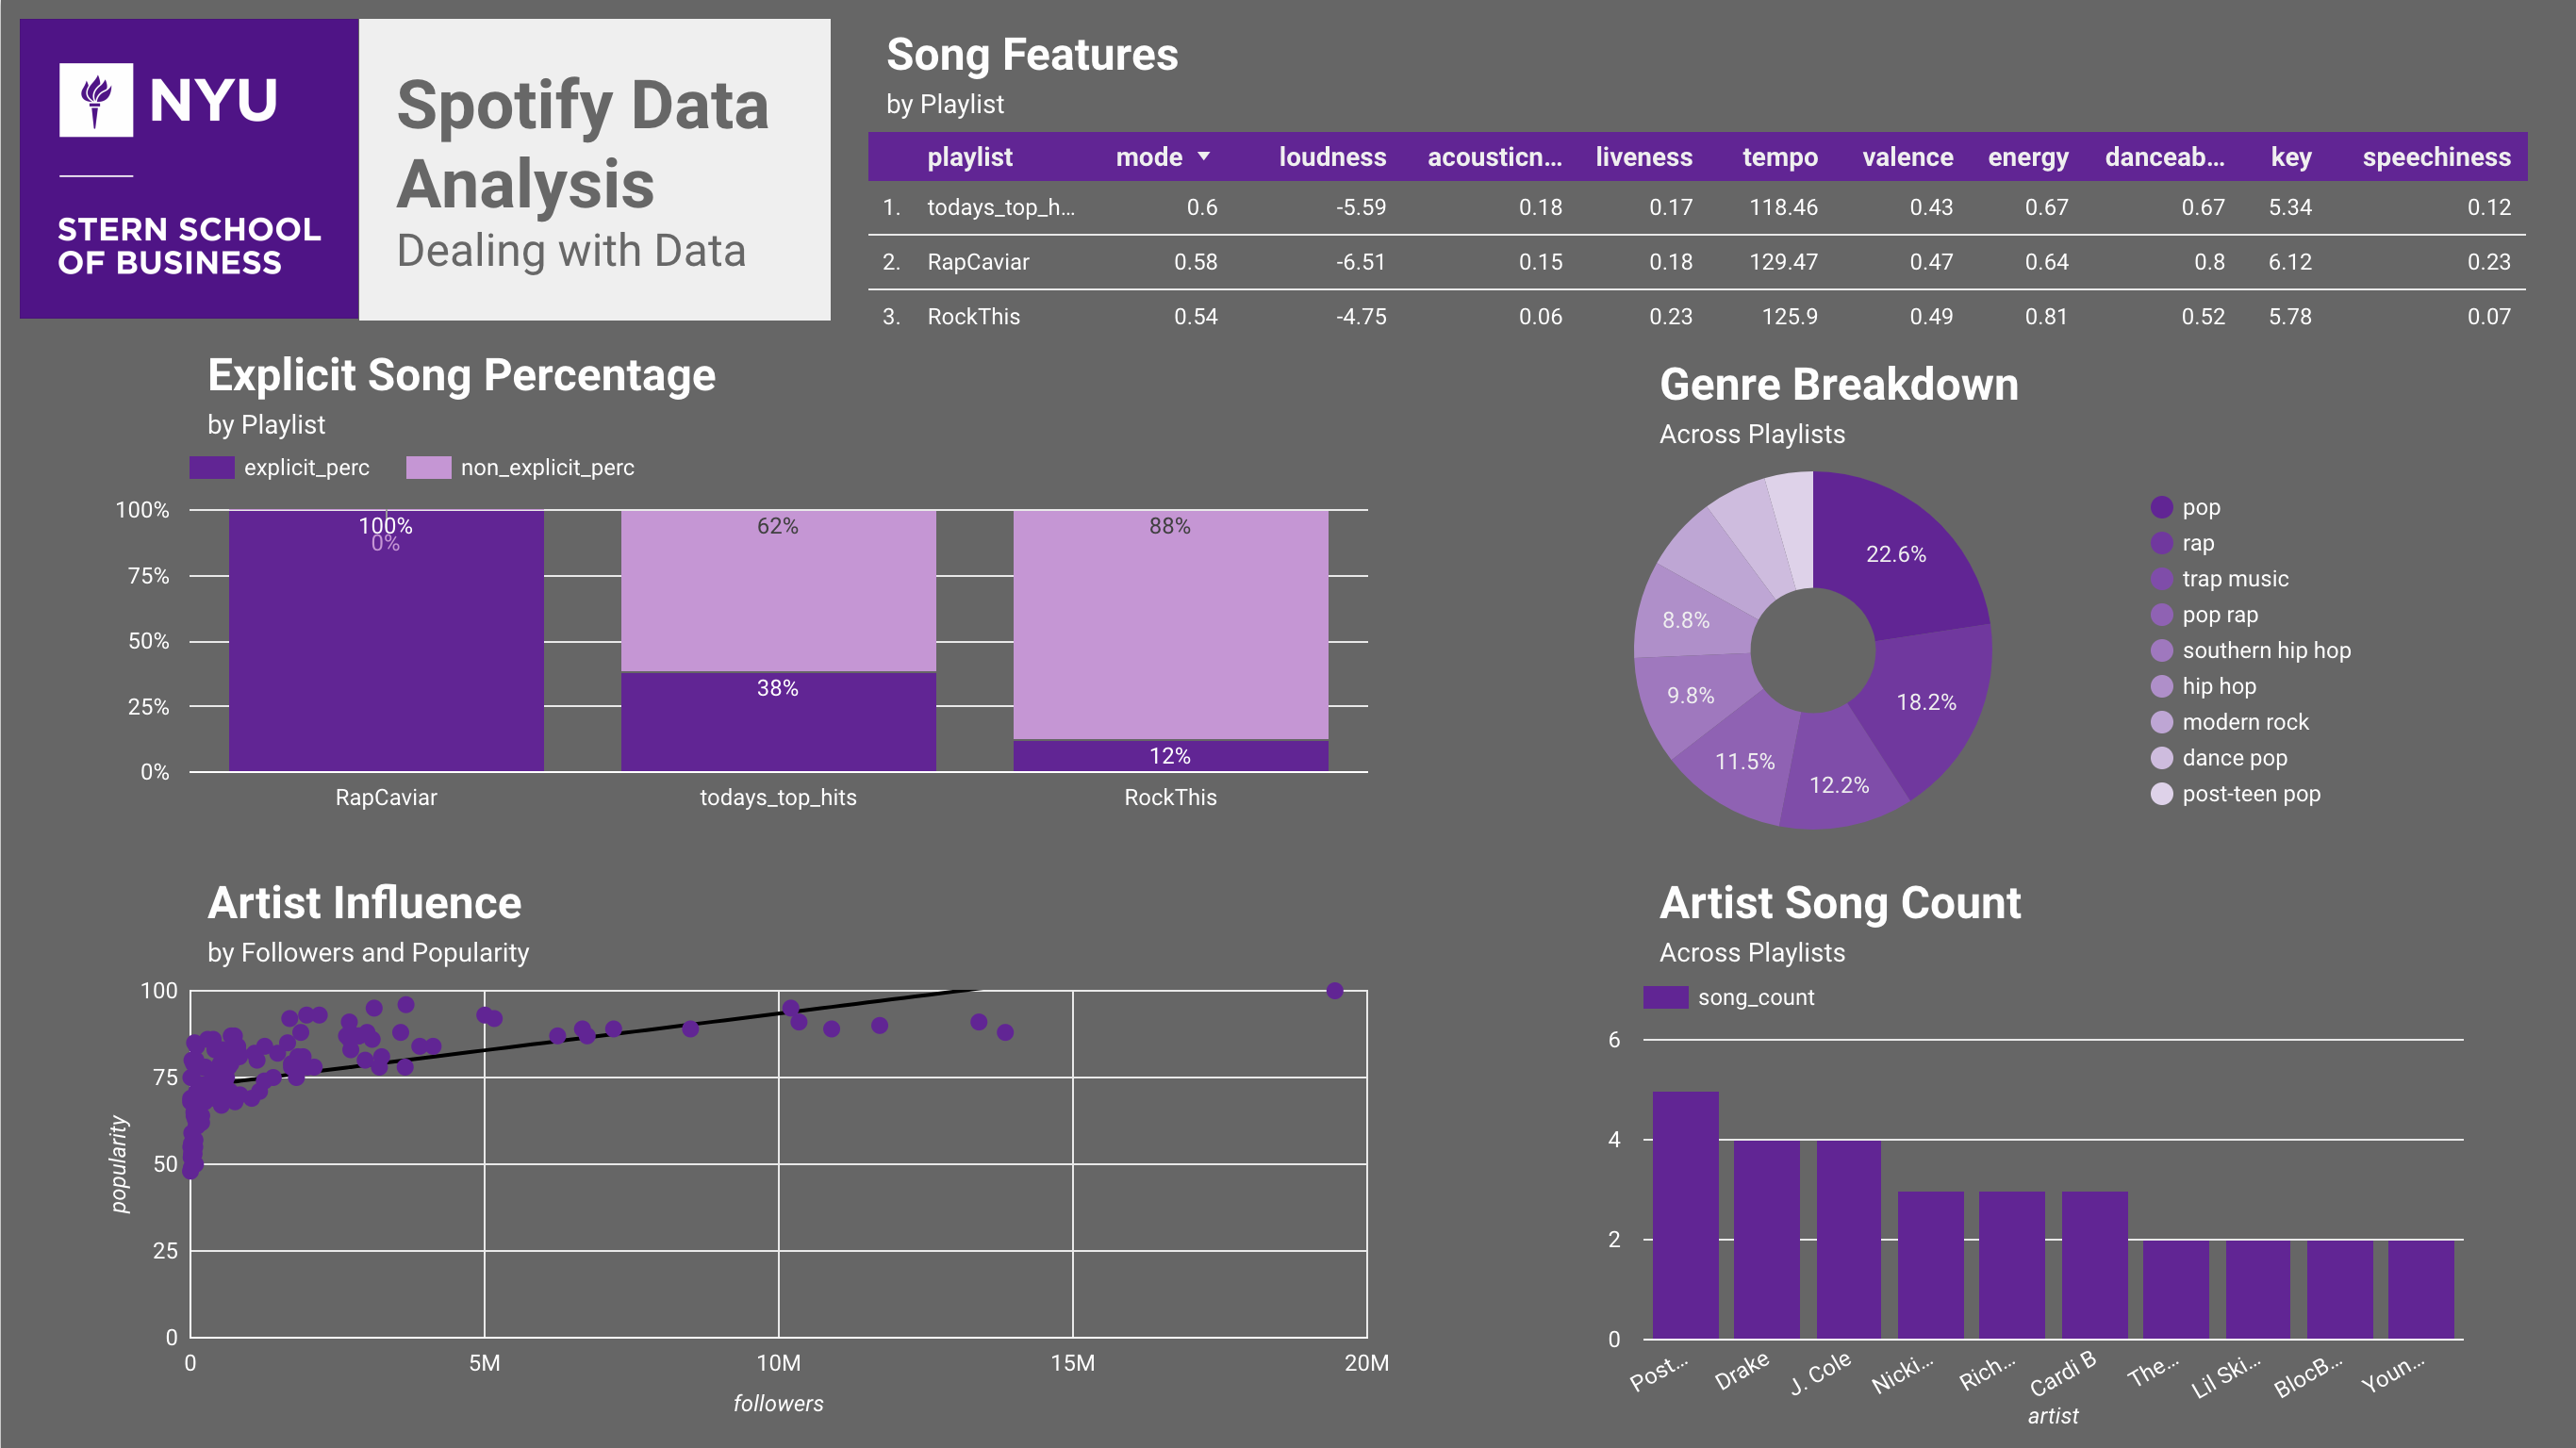 NYU
STERN SCHOOL
OF BUSINESS
Spotify Data
Analysis
Dealing with Data
Song Features
by Playlist
playlist mode loudness acousticn... liveness tempo valence energy danceab... key speechiness
1. todays_top_h... 0.6 -5.59 0.18 0.17 118.46 0.43 0.67 0.67 5.34 0.12
2. RapCaviar 0.58 -6.51 0.15 0.18 129.47 0.47 0.64 0.8 6.12 0.23
3. RockThis 0.54 -4.75 0.06 0.23 125.9 0.49 0.81 0.52 5.78 0.07
Explicit Song Percentage
by Playlist
explicit_perc non_explicit_perc
100%
75%
50%
25%
0%
100%
0%
62%
38%
88%
12%
RapCaviar todays_top_hits RockThis
Genre Breakdown
Across Playlists
22.6%
18.2%
12.2%
11.5%
9.8%
8.8%
pop
rap
trap music
pop rap
southern hip hop
hip hop
modern rock
dance pop
post-teen pop
Artist Influence
by Followers and Popularity
popularity
100
75
50
25
0
0 5M 10M 15M 20M
followers
Artist Song Count
Across Playlists
song_count
6
4
2
0
Post... Drake J. Cole Nicki... Rich... Cardi B The... Lil Ski... BlocB... Youn...
artist